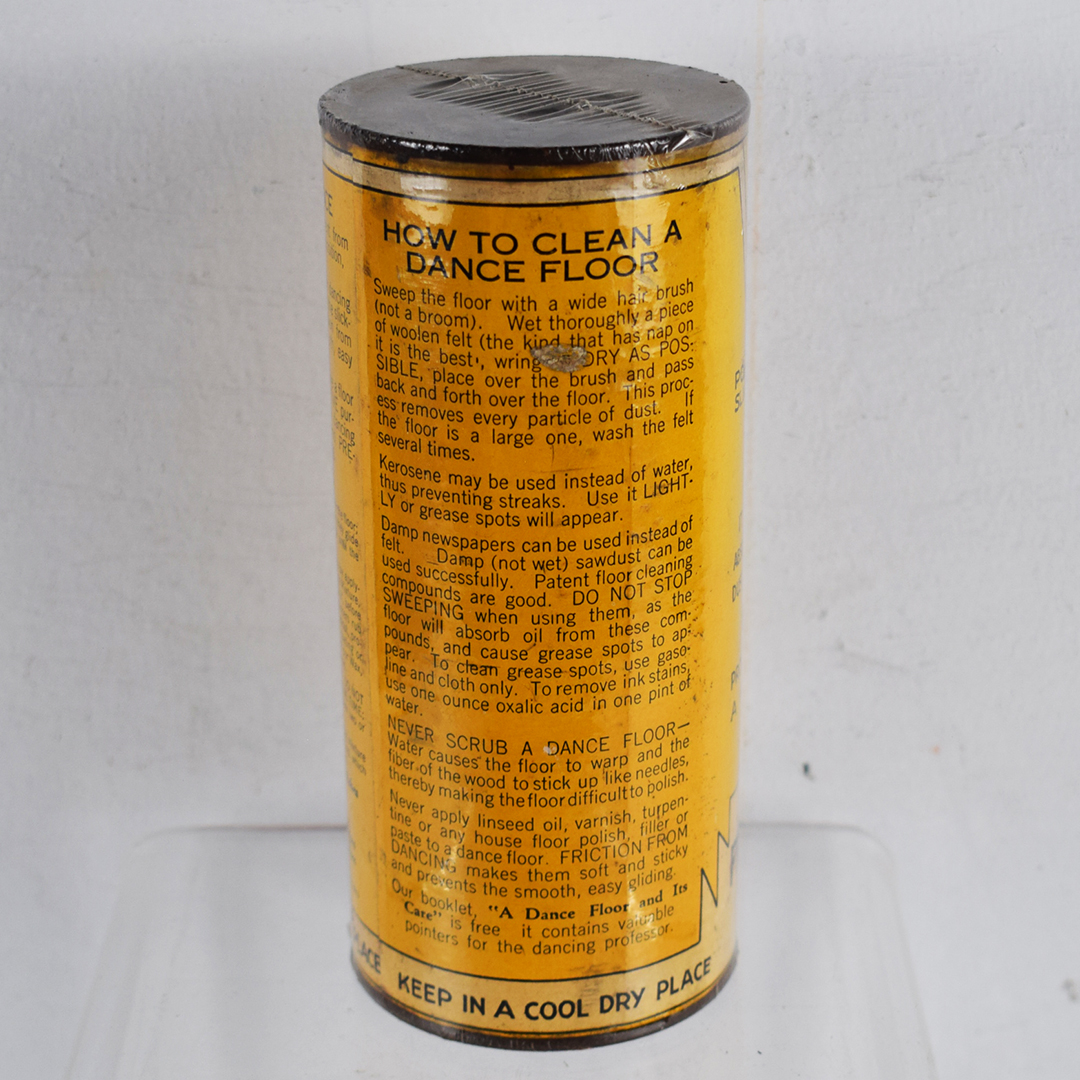 HOW TO CLEAN A
DANCE FLOOR
Sweep the floor with a wide hair brush
(not a broom). Wet thoroughly a piece
of woolen felt (the kind that has nap on
it is the best', wring DRY AS POS-
SIBLE, place over the brush and pass
back and forth over the floor. This proc-
ess removes every particle of dust. If
the floor is a large one, wash the felt
several times.
Kerosene may be used instead of water,
thus preventing streaks. Use it LIGHT-
LY or grease spots will appear.
Damp newspapers can be used instead of
felt. Damp (not wet) sawdust can be
used successfully. Patent floor cleaning
compounds are good. DO NOT STOP
SWEEPING when using them, as the
floor will absorb oil from these com-
pounds, and cause grease spots to ap-
pear. To clean grease spots, use gaso-
line and cloth only. To remove ink stains,
use one ounce oxalic acid in one pint of
water.
NEVER SCRUB A DANCE FLOOR—
Water causes the floor to warp and the
fiber of the wood to stick up like needles,
thereby making the floor difficult to polish.
Never apply linseed oil, varnish, turpen-
tine or any house floor polish, filler or
paste to a dance floor. FRICTION FROM
DANCING makes them soft and sticky
and prevents the smooth, easy gliding.
Our booklet, "A Dance Floor and Its
Care" is free it contains valuable
pointers for the dancing professor.
KEEP IN A COOL DRY PLACE